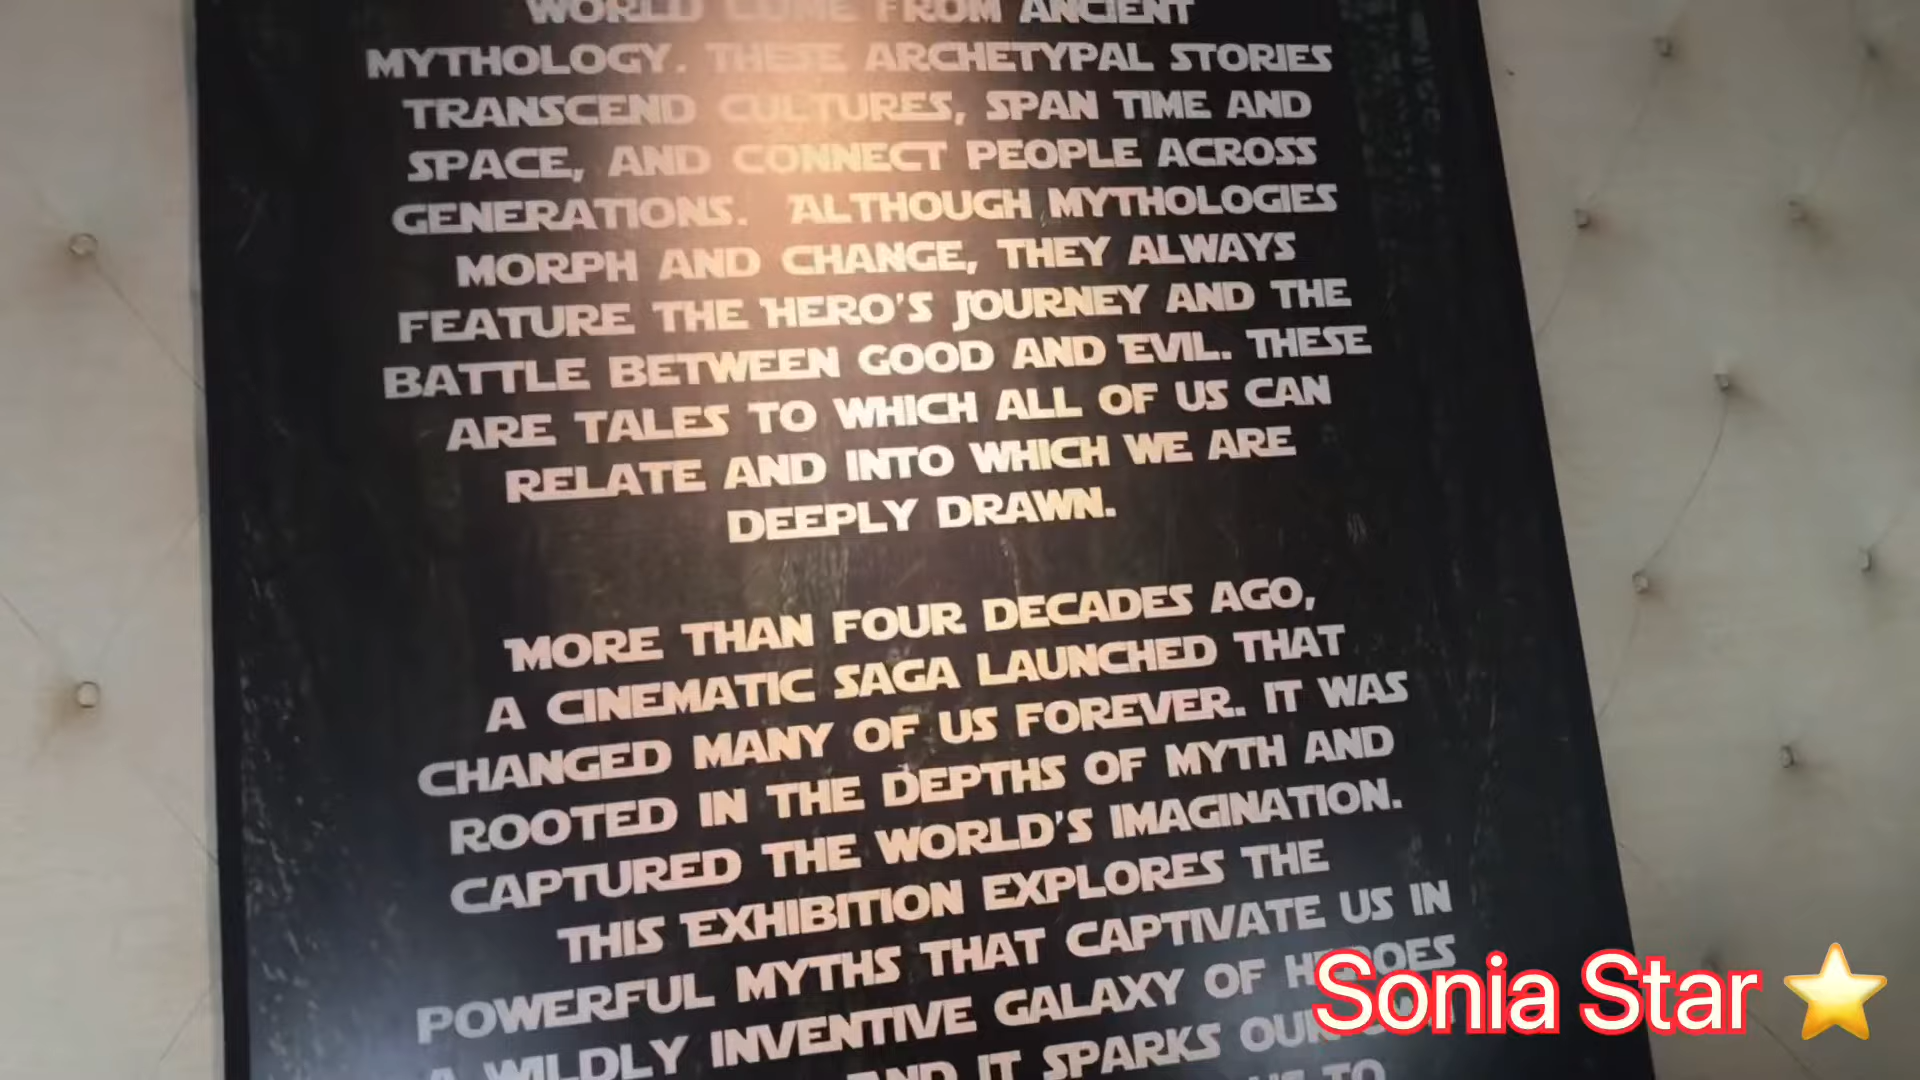 WORLD COME FROM ANCIENT
MYTHOLOGY. THESE ARCHETYPAL STORIES
TRANSCEND CULTURES, SPAN TIME AND
SPACE, AND CONNECT PEOPLE ACROSS
GENERATIONS. ALTHOUGH MYTHOLOGIES
MORPH AND CHANGE, THEY ALWAYS
FEATURE THE HERO'S JOURNEY AND THE
BATTLE BETWEEN GOOD AND EVIL. THESE
ARE TALES TO WHICH ALL OF US CAN
RELATE AND INTO WHICH WE ARE
DEEPLY DRAWN.
MORE THAN FOUR DECADES AGO,
A CINEMATIC SAGA LAUNCHED THAT
CHANGED MANY OF US FOREVER. IT WAS
ROOTED IN THE DEPTHS OF MYTH AND
CAPTURED THE WORLD'S IMAGINATION.
THIS EXHIBITION EXPLORES THE
POWERFUL MYTHS THAT CAPTIVATE US IN
A WILDLY INVENTIVE GALAXY OF HEROES
AND IT SPARKS OUR
TO
Sonia Star ⭐